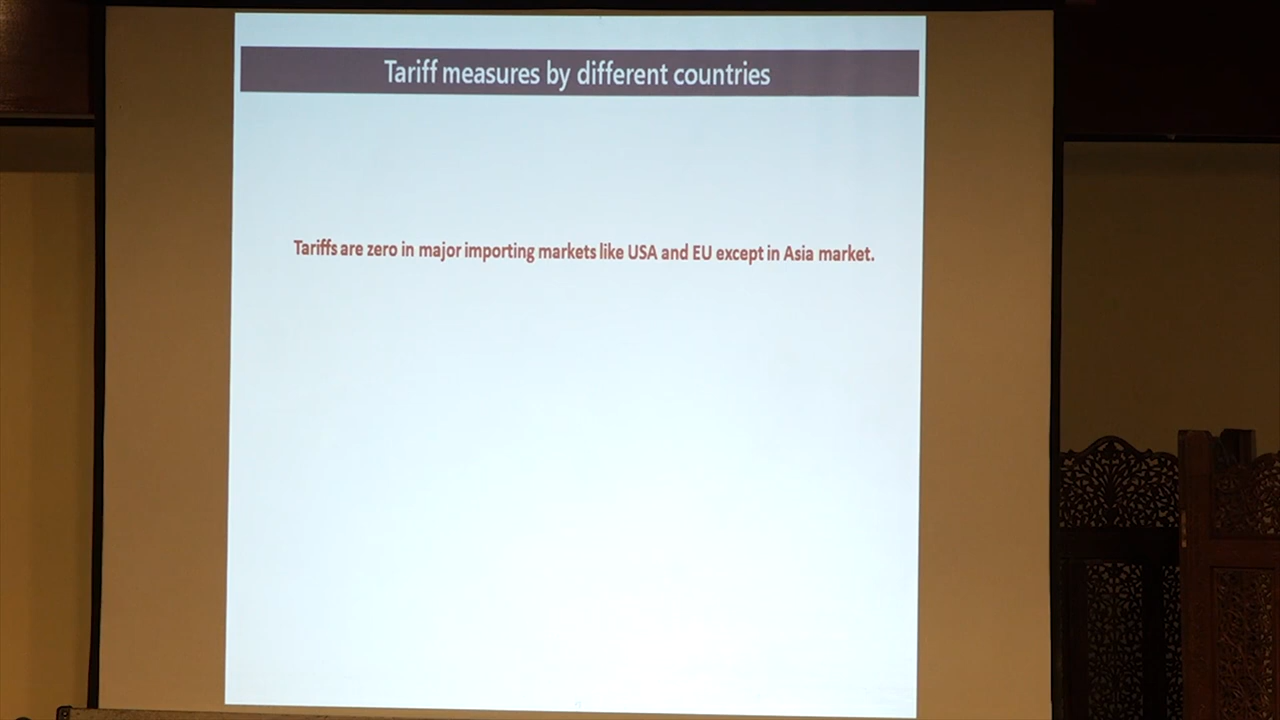 Tariff measures by different countries
Tariffs are zero in major importing markets like USA and EU except in Asia market.